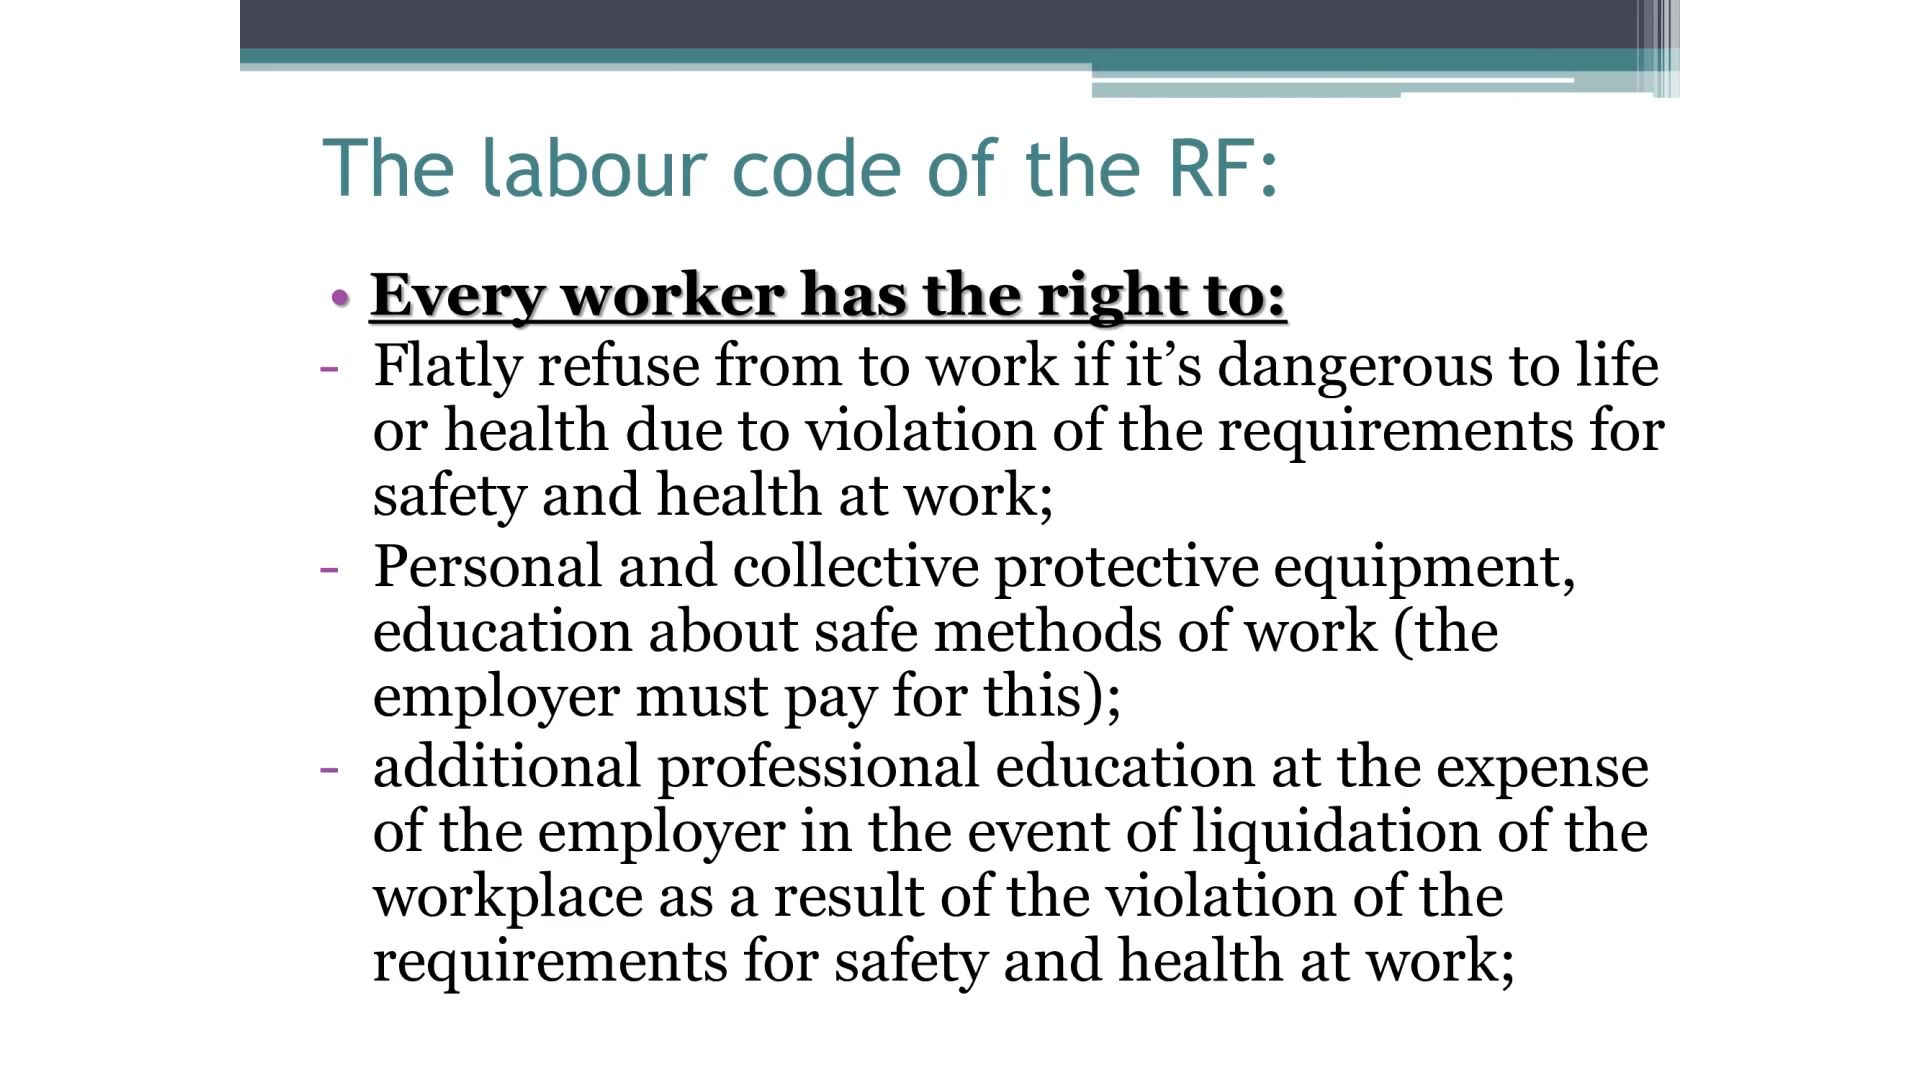 The labour code of the RF:
• Every worker has the right to:
- Flatly refuse from to work if it’s dangerous to life
or health due to violation of the requirements for
safety and health at work;
- Personal and collective protective equipment,
education about safe methods of work (the
employer must pay for this);
- additional professional education at the expense
of the employer in the event of liquidation of the
workplace as a result of the violation of the
requirements for safety and health at work;